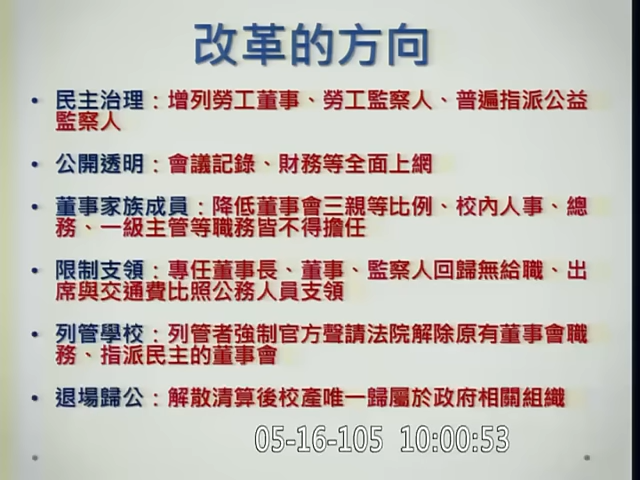 改革的方向
• 民主治理：增列勞工董事、勞工監察人、普遍指派公益
監察人
• 公開透明：會議記錄、財務等全面上網
• 董事家族成員：降低董事會三親等比例、校內人事、總
務、一級主管等職務皆不得擔任
• 限制支領：專任董事長、董事、監察人回歸無給職、出
席與交通費比照公務人員支領
• 列管學校：列管者強制官方聲請法院解除原有董事會職
務、指派民主的董事會
• 退場歸公：解散清算後校產唯一歸屬於政府相關組織
05-16-105 10:00:53